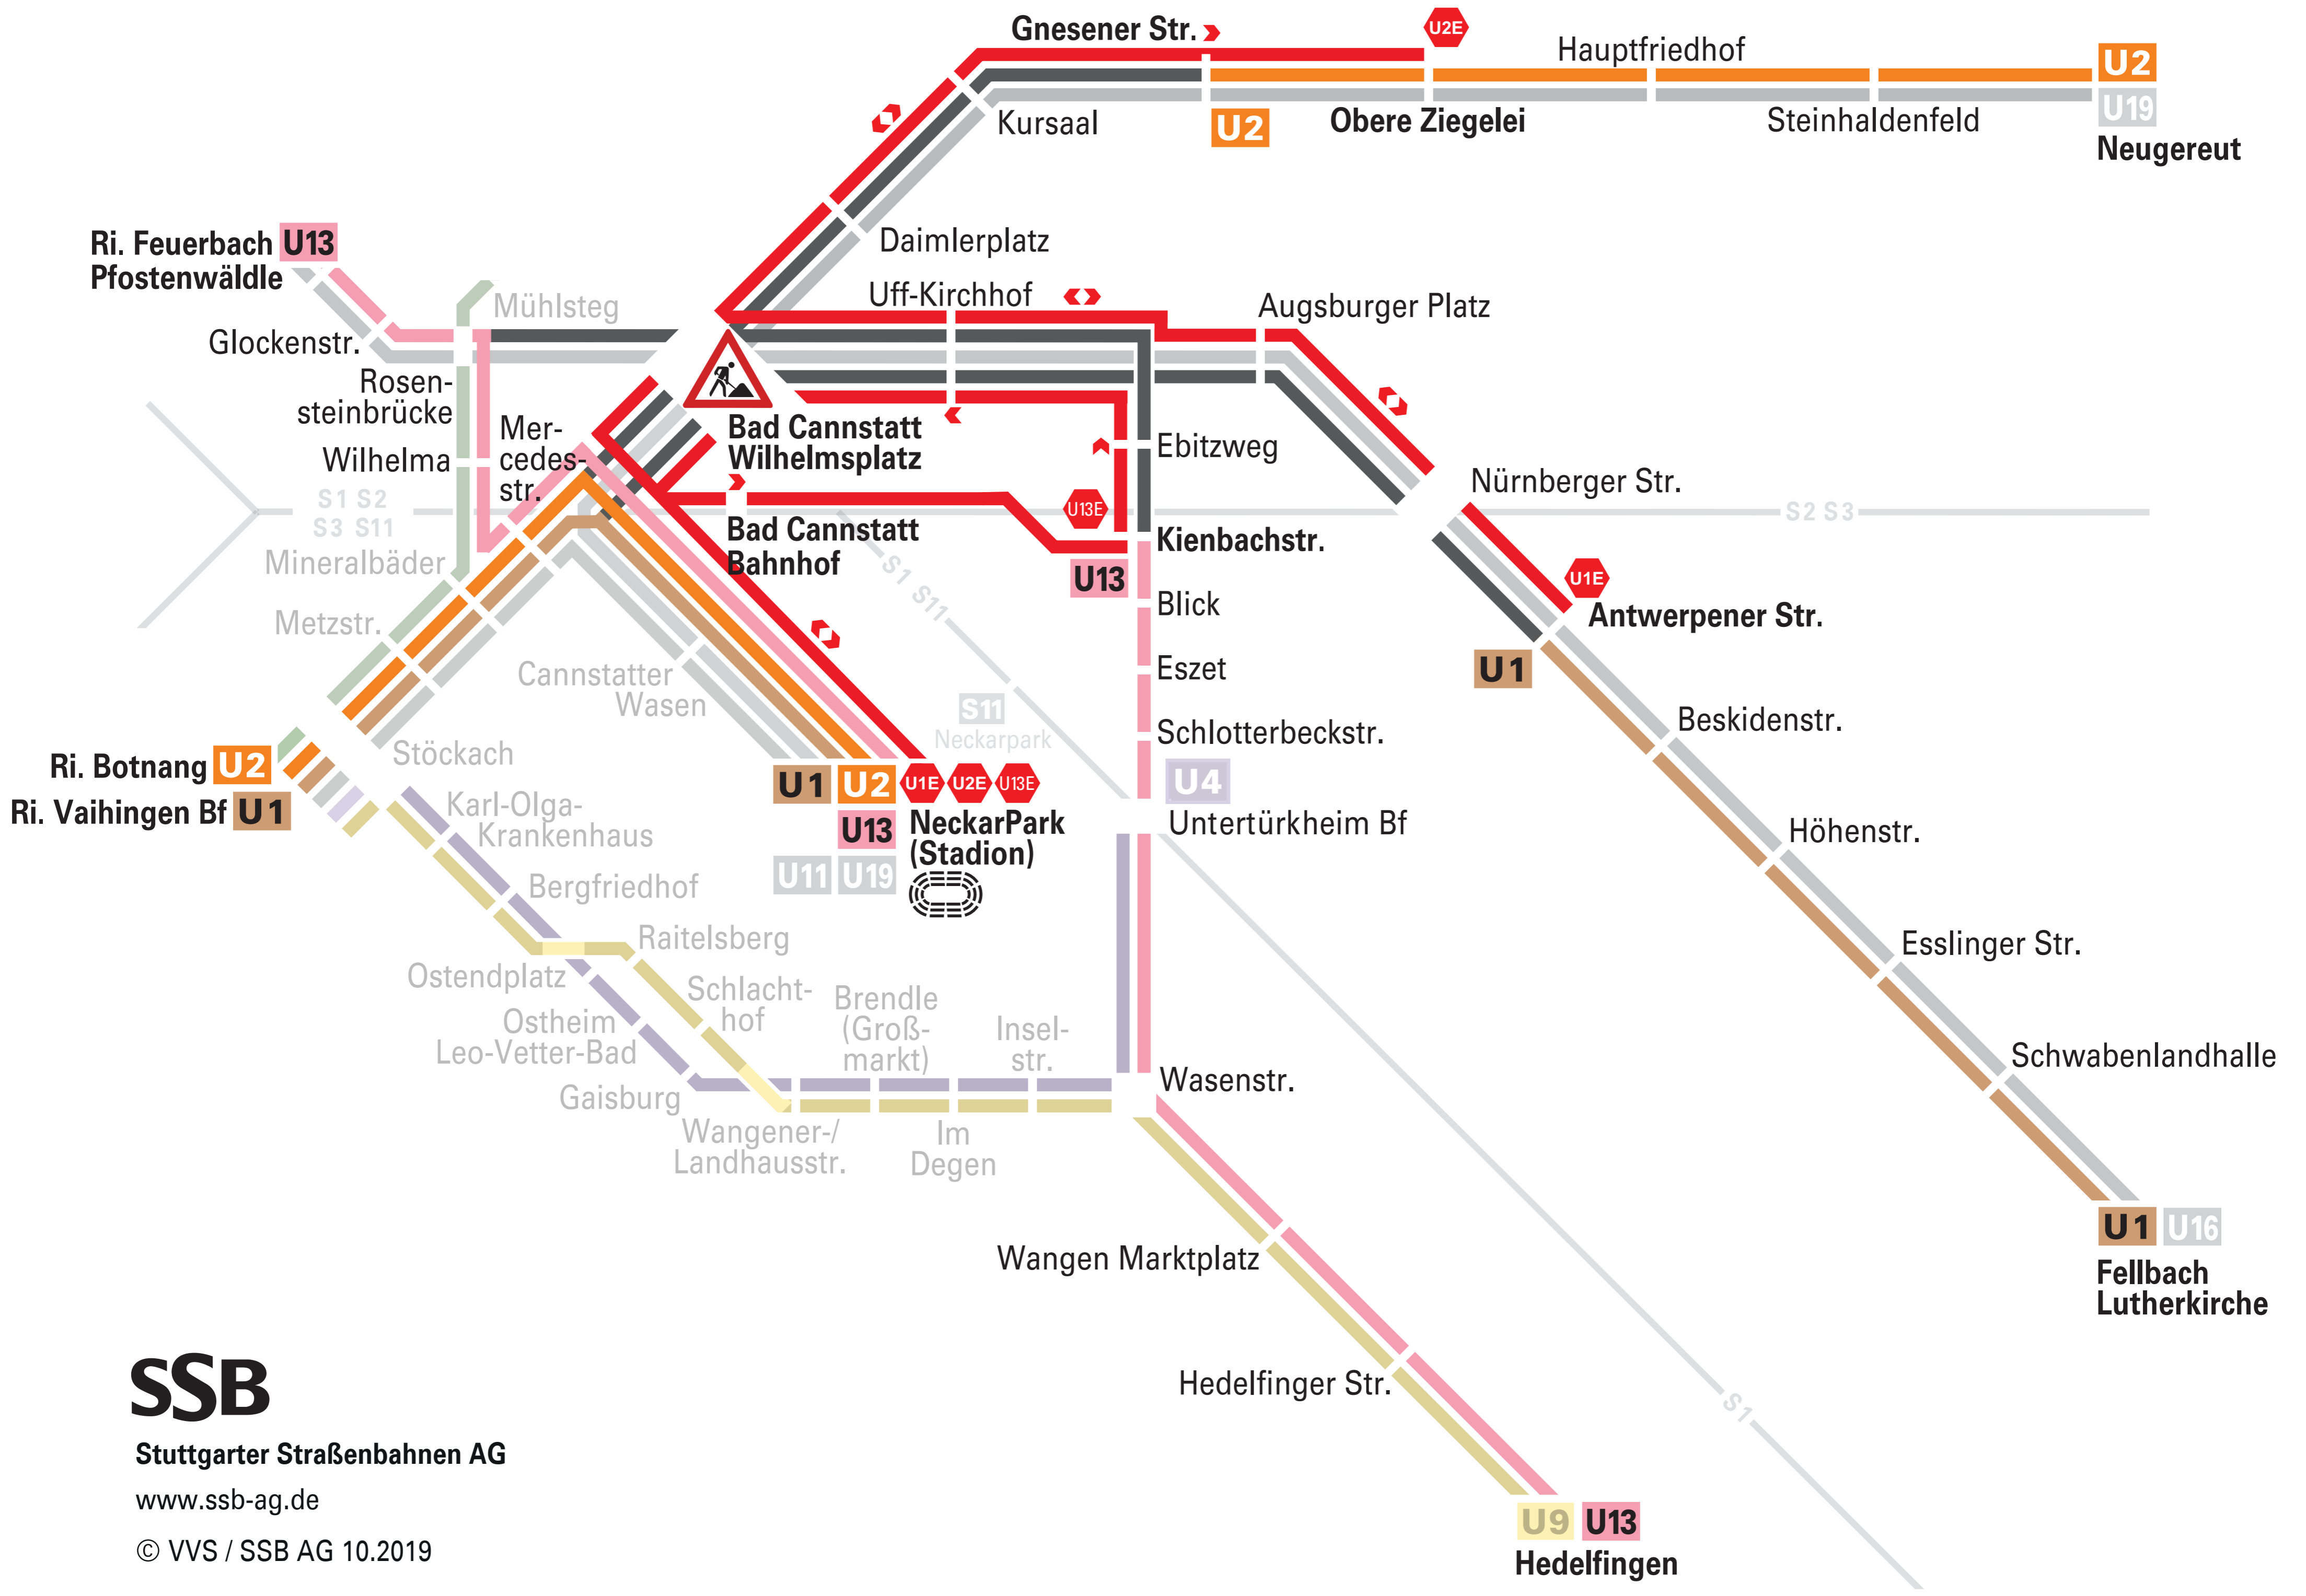 Gnesener Str.
U2E
Hauptfriedhof
U2
U19
Neugereut
Kursaal
U2
Obere Ziegelei
Steinhaldenfeld
Daimlerplatz
Ri. Feuerbach U13
Pfostenwäldle
Mühlsteg
Glockenstr.
Uff-Kirchhof
Augsburger Platz
Rosen-
steinbrücke
Wilhelma
Mer-
cedes-
str.
Bad Cannstatt
Wilhelmsplatz
Ebitzweg
Nürnberger Str.
S1 S2
S3 S11
S2 S3
U13E
Bad Cannstatt
Bahnhof
Kienbachstr.
U13
Mineralbäder
Metzstr.
S1 S11
Blick
U1E
Antwerpener Str.
U1
Eszet
Cannstatter
Wasen
S11
Neckarpark
Schlotterbeckstr.
Beskidenstr.
Stöckach
Ri. Botnang U2
Ri. Vaihingen Bf U1
U1 U2 U1E U2E U13E
U13 NeckarPark
(Stadion)
U11 U19
U4
Untertürkheim Bf
Höhenstr.
Karl-Olga-
Krankenhaus
Bergfriedhof
Raitelsberg
Esslinger Str.
Ostendplatz
Schlacht-
hof
Brendle
(Groß-
markt)
Insel-
str.
Ostheim
Leo-Vetter-Bad
Gaisburg
Wasenstr.
Schwabenlandhalle
Wangener-/
Landhausstr.
Im
Degen
U1 U16
Fellbach
Lutherkirche
Wangen Marktplatz
Hedelfinger Str.
S1
U9 U13
Hedelfingen
SSB
Stuttgarter Straßenbahnen AG
www.ssb-ag.de
© VVS / SSB AG 10.2019